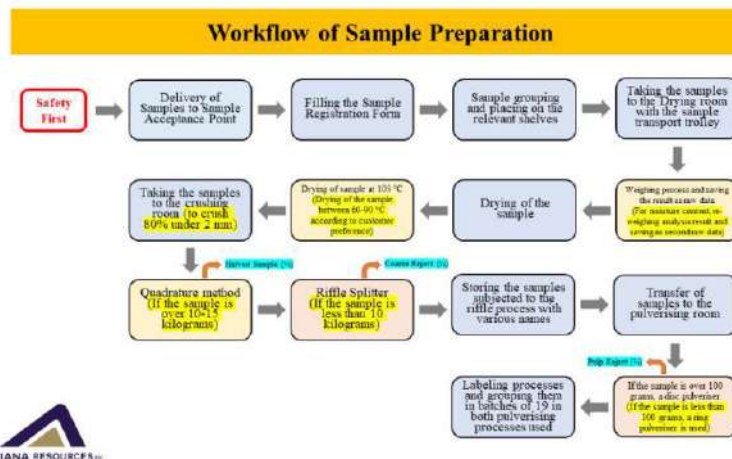 Workflow of Sample Preparation
Safety
First
Delivery of
Samples to Sample
Acceptance Point
Filling the Sample
Registration Form
Sample grouping
and placing on the
relevant shelves
Taking the samples
to the Drying room
with the sample
transport trolley
Taking the samples
to the crushing
room (to crush
80% under 2 mm)
Drying of sample at 105 °C
(Drying of the sample,
between 60-90 °C
according to customer
preference)
Drying of the
sample
Weighing process and saving
the result as raw data
(For moisture content, re-
weighing analysis result and
saving as second raw data)
Sample (%)
Coarse Reject (%)
Quadrature method
(If the sample is
over 10-15
kilograms)
Riffle Splitter
(If the sample is
less than 10
kilograms)
Storing the samples
subjected to the
riffle process with
various names
Transfer of
samples to the
pulverising room
Pulp Reject (%)
Labeling processes
and grouping them
in batches of 19 in
both pulverising
processes used
If the sample is over 100
grams, a disc pulveriser
(If the sample is less than
100 grams, a ring
pulveriser is used)
IANA RESOURCES